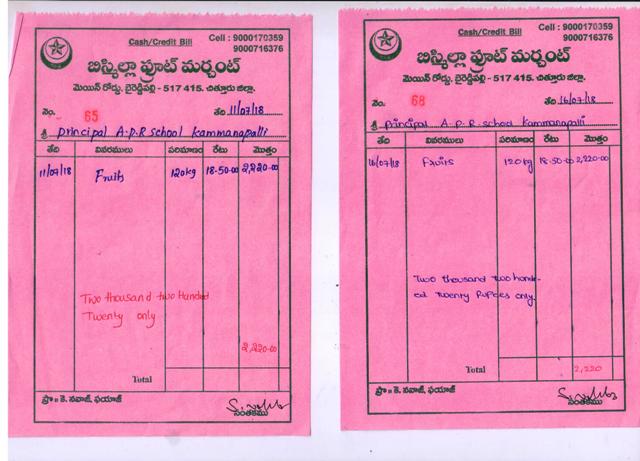 Cash/Credit Bill
Cell : 9000170359
9000716376
బిస్మిల్లా ఫ్రూట్ మర్చంట్
మెయిన్ రోడ్డు, బైరెడ్డిపల్లి - 517 415. చిత్తూరు జిల్లా.
నెం. 65
తేది 11/07/18
శ్రీ principal A-P.R school Kammanapalli
తేది వివరములు పరిమాణం రేటు మొత్తం
11/07/18 Fruits 120kg 18-50-00 2,220-00
Two thousand two Hunded
Twenty only
2,220-00
Total
ప్రొ॥ కె. నవాజ్, ఫయాజ్
సంతకము
Cash/Credit Bill
Cell : 9000170359
9000716376
బిస్మిల్లా ఫ్రూట్ మర్చంట్
మెయిన్ రోడ్డు, బైరెడ్డిపల్లి - 517 415. చిత్తూరు జిల్లా.
నెం. 68
తేది 16/07/18
శ్రీ principal A-P.R-school Kammanapalli
తేది వివరములు పరిమాణం రేటు మొత్తం
16/07/18 Fruits 120kg 18-50-00 2,220-00
Two thousand two hundr-
ed Twenty Rupees only.
Total 2,220
ప్రొ॥ కె. నవాజ్, ఫయాజ్
సంతకము